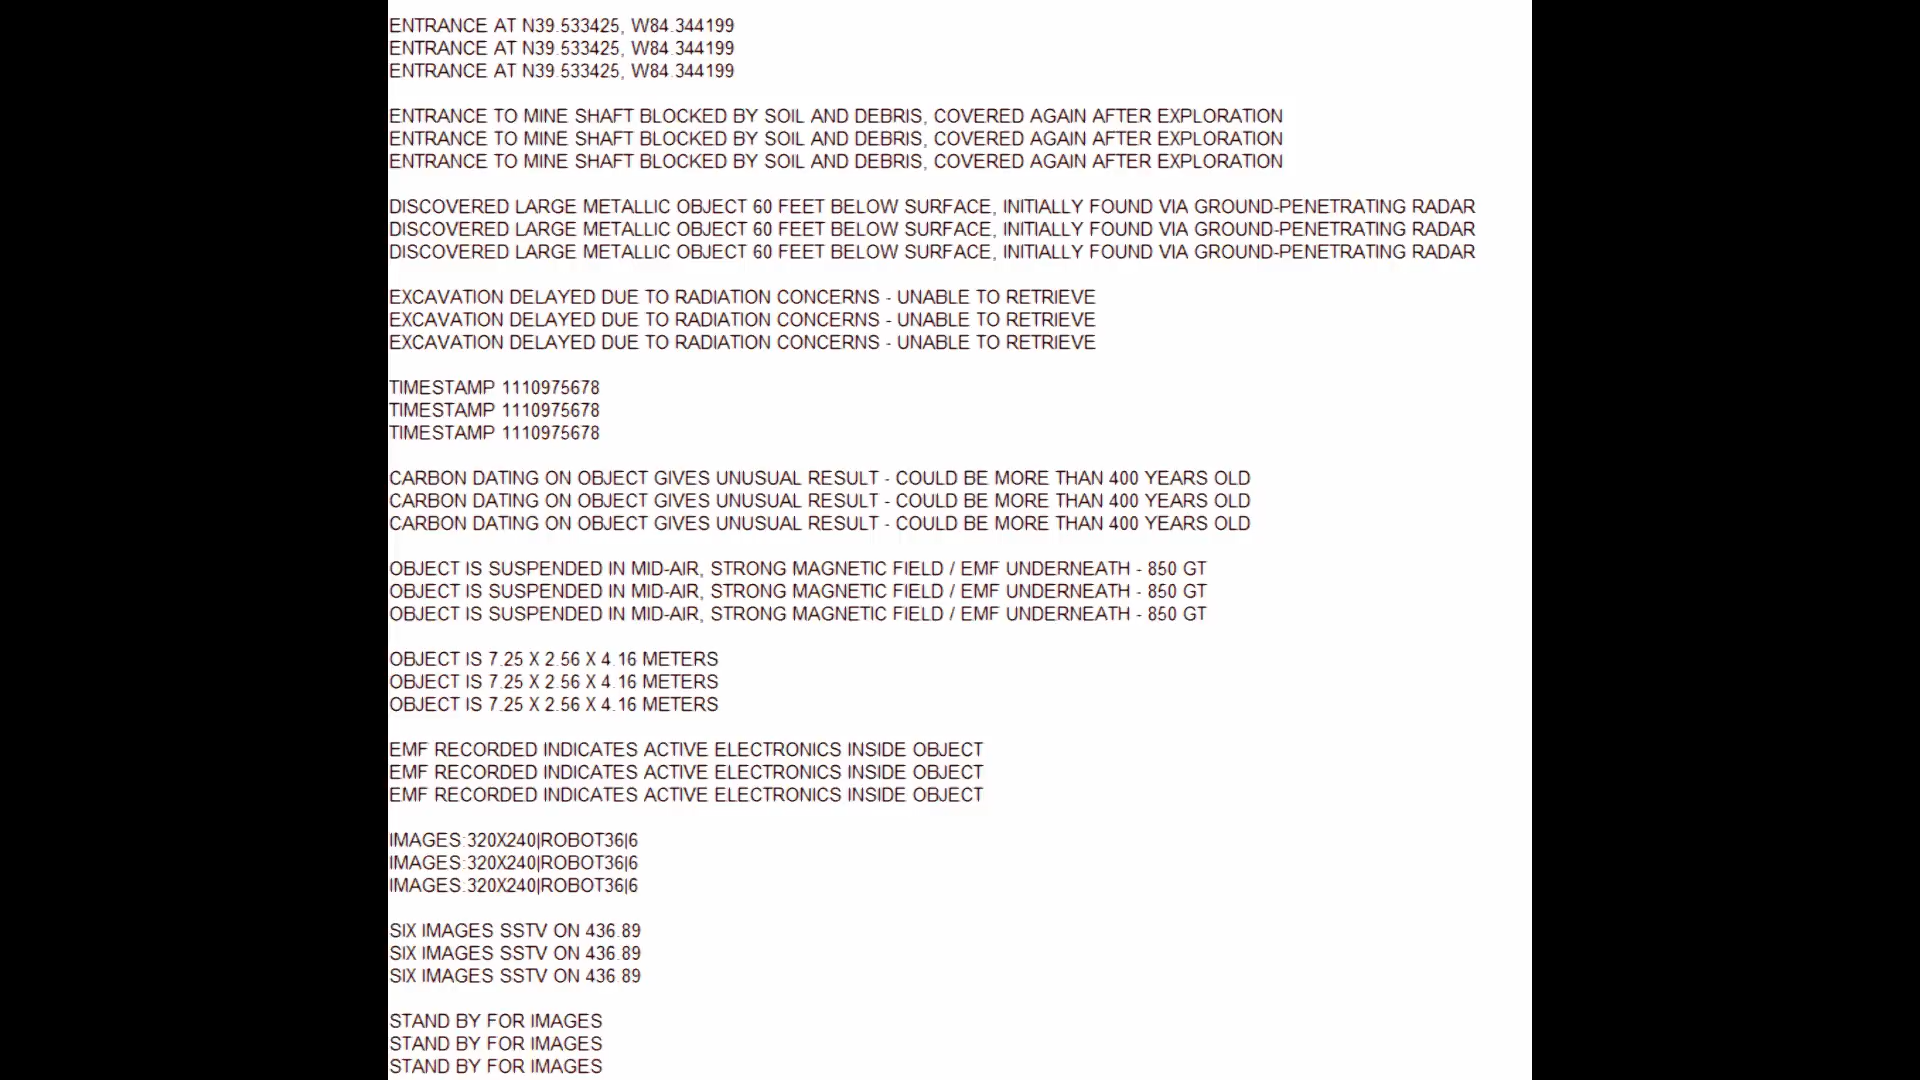 ENTRANCE AT N39.533425, W84.344199
ENTRANCE AT N39.533425, W84.344199
ENTRANCE AT N39.533425, W84.344199
ENTRANCE TO MINE SHAFT BLOCKED BY SOIL AND DEBRIS, COVERED AGAIN AFTER EXPLORATION
ENTRANCE TO MINE SHAFT BLOCKED BY SOIL AND DEBRIS, COVERED AGAIN AFTER EXPLORATION
ENTRANCE TO MINE SHAFT BLOCKED BY SOIL AND DEBRIS, COVERED AGAIN AFTER EXPLORATION
DISCOVERED LARGE METALLIC OBJECT 60 FEET BELOW SURFACE, INITIALLY FOUND VIA GROUND-PENETRATING RADAR
DISCOVERED LARGE METALLIC OBJECT 60 FEET BELOW SURFACE, INITIALLY FOUND VIA GROUND-PENETRATING RADAR
DISCOVERED LARGE METALLIC OBJECT 60 FEET BELOW SURFACE, INITIALLY FOUND VIA GROUND-PENETRATING RADAR
EXCAVATION DELAYED DUE TO RADIATION CONCERNS - UNABLE TO RETRIEVE
EXCAVATION DELAYED DUE TO RADIATION CONCERNS - UNABLE TO RETRIEVE
EXCAVATION DELAYED DUE TO RADIATION CONCERNS - UNABLE TO RETRIEVE
TIMESTAMP 1110975678
TIMESTAMP 1110975678
TIMESTAMP 1110975678
CARBON DATING ON OBJECT GIVES UNUSUAL RESULT - COULD BE MORE THAN 400 YEARS OLD
CARBON DATING ON OBJECT GIVES UNUSUAL RESULT - COULD BE MORE THAN 400 YEARS OLD
CARBON DATING ON OBJECT GIVES UNUSUAL RESULT - COULD BE MORE THAN 400 YEARS OLD
OBJECT IS SUSPENDED IN MID-AIR, STRONG MAGNETIC FIELD / EMF UNDERNEATH - 850 GT
OBJECT IS SUSPENDED IN MID-AIR, STRONG MAGNETIC FIELD / EMF UNDERNEATH - 850 GT
OBJECT IS SUSPENDED IN MID-AIR, STRONG MAGNETIC FIELD / EMF UNDERNEATH - 850 GT
OBJECT IS 7.25 X 2.56 X 4.16 METERS
OBJECT IS 7.25 X 2.56 X 4.16 METERS
OBJECT IS 7.25 X 2.56 X 4.16 METERS
EMF RECORDED INDICATES ACTIVE ELECTRONICS INSIDE OBJECT
EMF RECORDED INDICATES ACTIVE ELECTRONICS INSIDE OBJECT
EMF RECORDED INDICATES ACTIVE ELECTRONICS INSIDE OBJECT
IMAGES:320X240|ROBOT36|6
IMAGES:320X240|ROBOT36|6
IMAGES:320X240|ROBOT36|6
SIX IMAGES SSTV ON 436.89
SIX IMAGES SSTV ON 436.89
SIX IMAGES SSTV ON 436.89
STAND BY FOR IMAGES
STAND BY FOR IMAGES
STAND BY FOR IMAGES